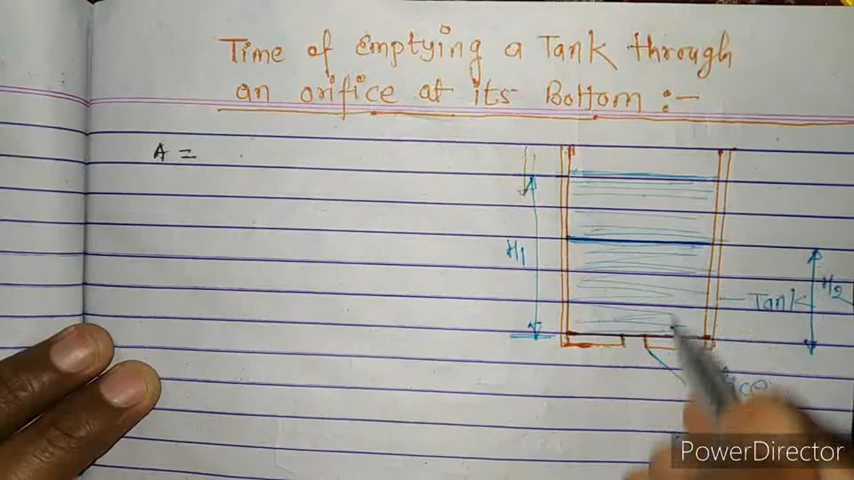 Time of emptying a Tank through
an orifice at its Bottom :-
A =
H1
H2
Tank
PowerDirector